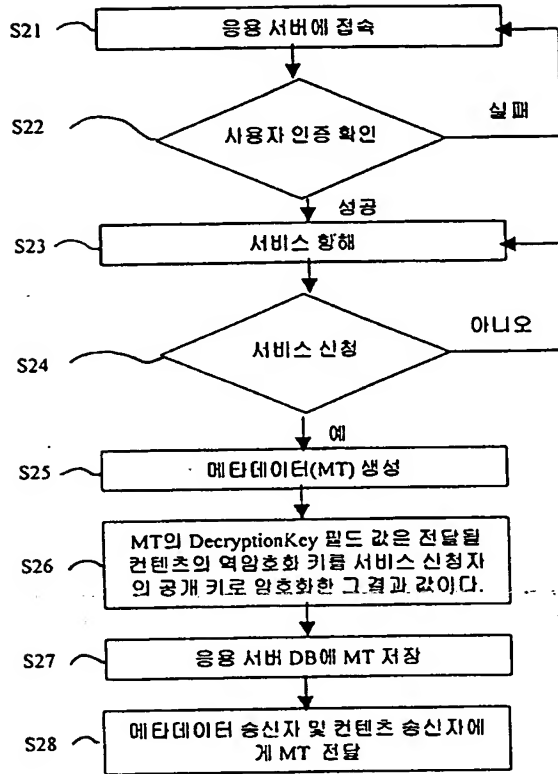 S21
응용 서버에 접속
S22
사용자 인증 확인
실패
성공
S23
서비스 항해
S24
서비스 신청
아니오
예
S25
메타데이터(MT) 생성
S26
MT의 DecryptionKey 필드 값은 전달될
컨텐츠의 역암호화 키를 서비스 신청자
의 공개 키로 암호화한 그 결과 값이다.
S27
응용 서버 DB에 MT 저장
S28
메타데이터 송신자 및 컨텐츠 송신자에
게 MT 전달